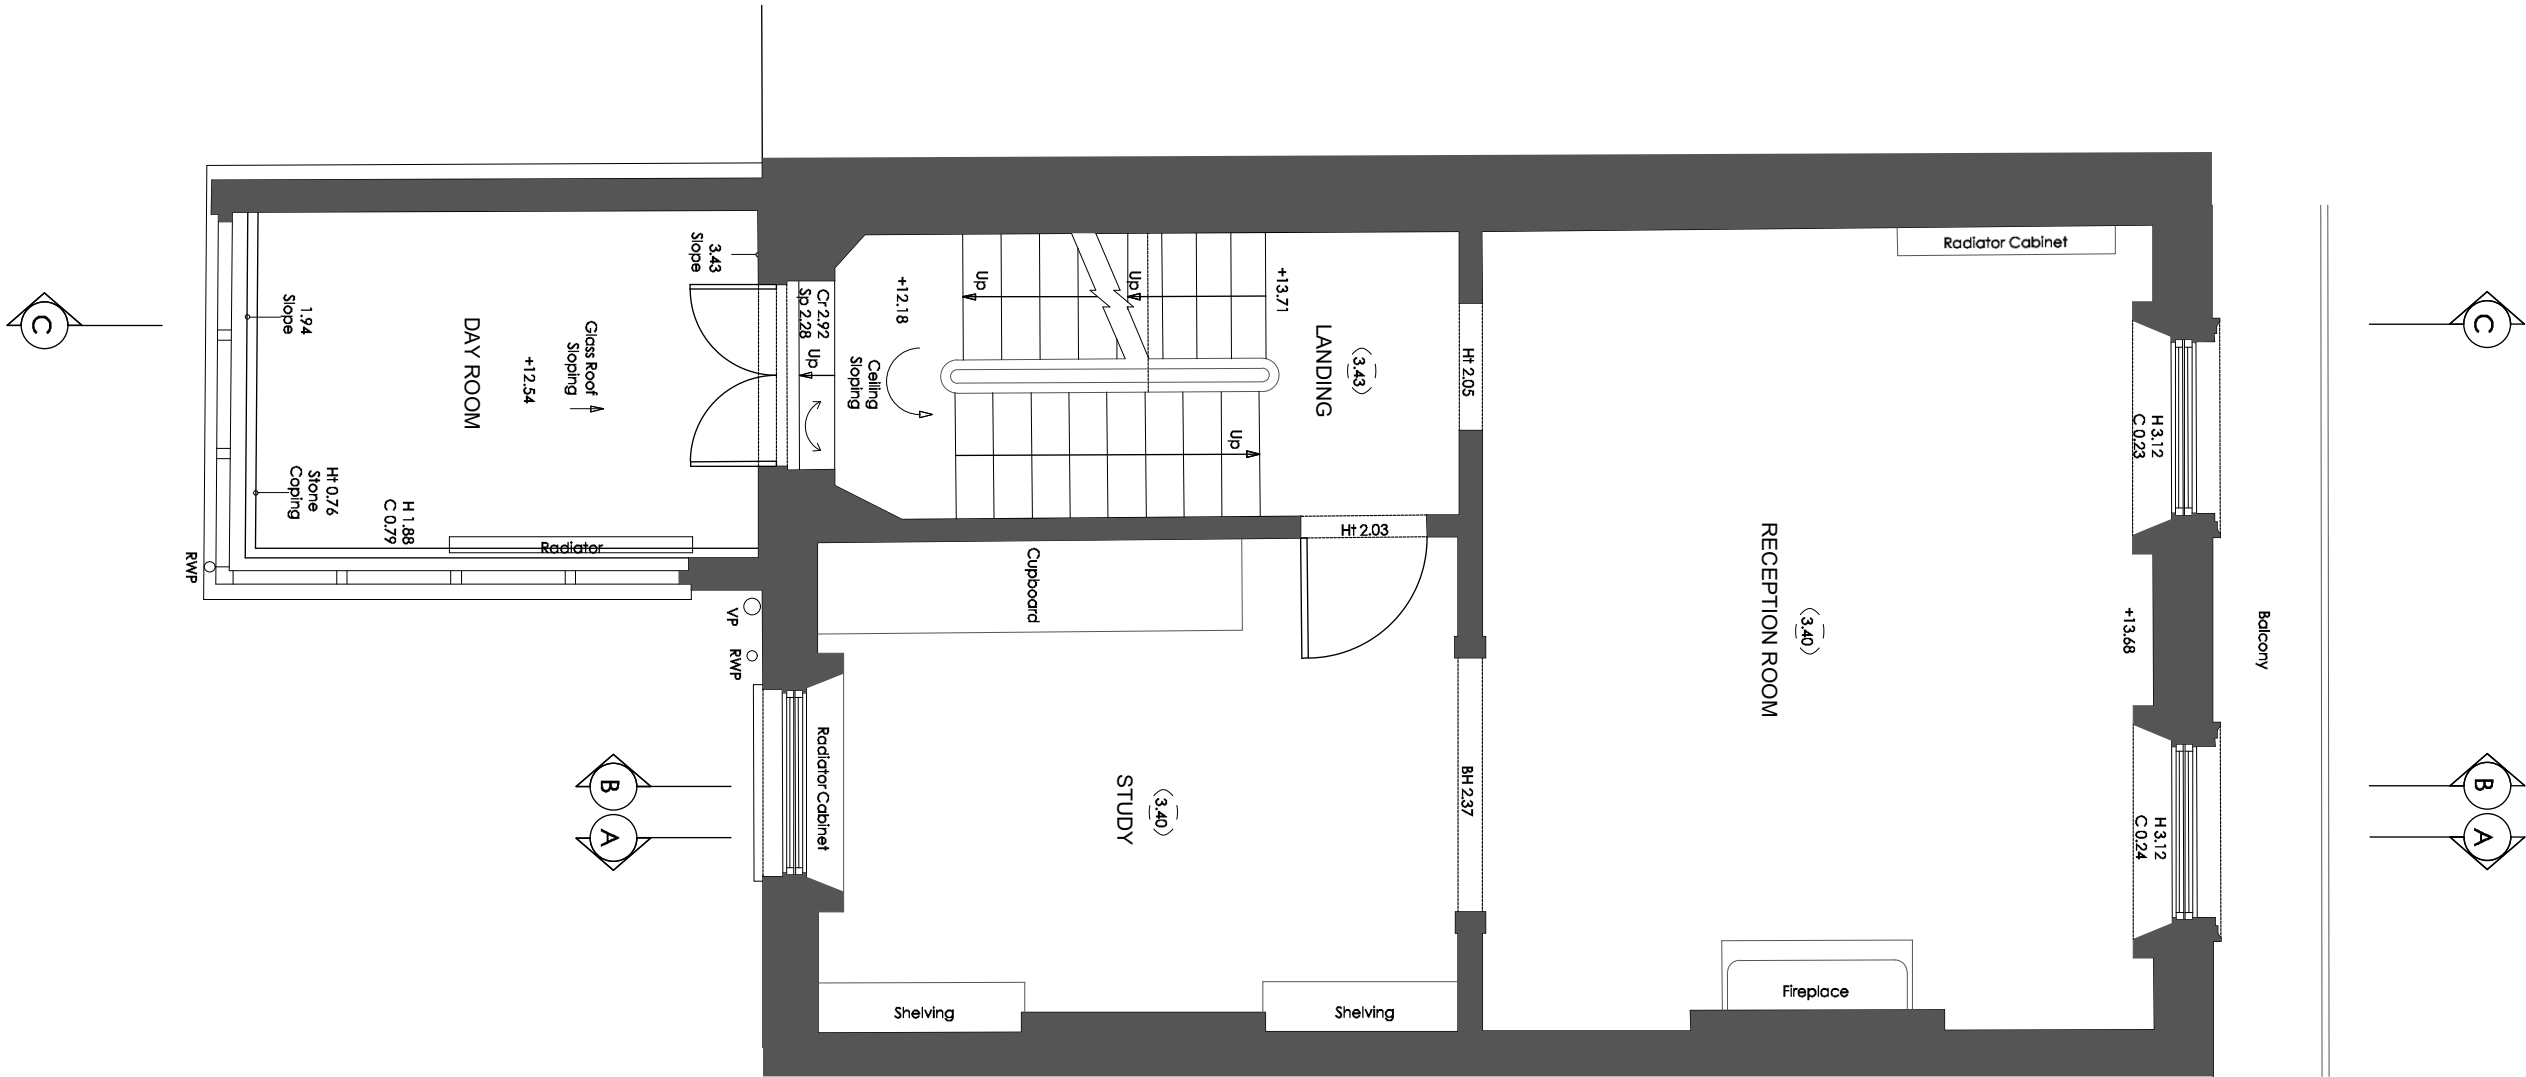 C
C
Radiator Cabinet
3.43
Slope
1.94
Slope
DAY ROOM
Glass Roof
Sloping
+12.54
Ht 0.76
Stone
Coping
H 1.88
C 0.79
Radiator
RWP
VP
RWP
Cr 2.92
Sp 2.28
Up
+12.18
Ceiling
Sloping
Up
Up
+13.71
Up
LANDING
(3.43)
Ht 2.05
Ht 2.03
Cupboard
H 3.12
C 0.23
RECEPTION ROOM
(3.40)
+13.68
Balcony
B
A
Radiator Cabinet
STUDY
(3.40)
BH 2.37
H 3.12
C 0.24
B
A
Shelving
Shelving
Fireplace